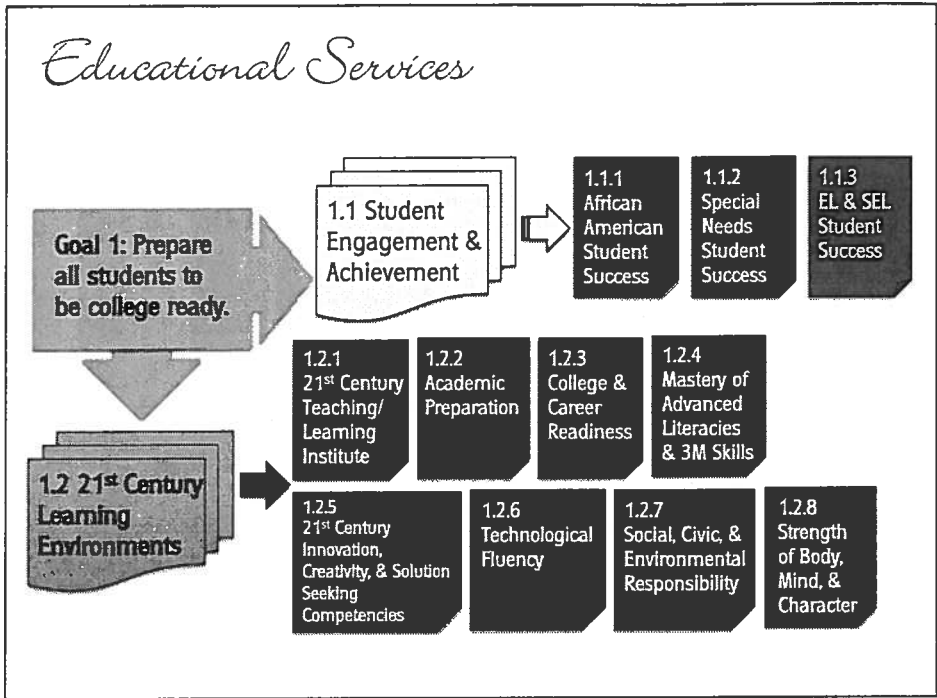 Educational Services
Goal 1: Prepare
all students to
be college ready.
1.1 Student
Engagement &
Achievement
1.1.1
African
American
Student
Success
1.1.2
Special
Needs
Student
Success
1.1.3
EL & SEL
Student
Success
1.2 21st Century
Learning
Environments
1.2.1
21st Century
Teaching/
Learning
Institute
1.2.2
Academic
Preparation
1.2.3
College &
Career
Readiness
1.2.4
Mastery of
Advanced
Literacies
& 3M Skills
1.2.5
21st Century
Innovation,
Creativity, & Solution
Seeking
Competencies
1.2.6
Technological
Fluency
1.2.7
Social, Civic, &
Environmental
Responsibility
1.2.8
Strength
of Body,
Mind, &
Character